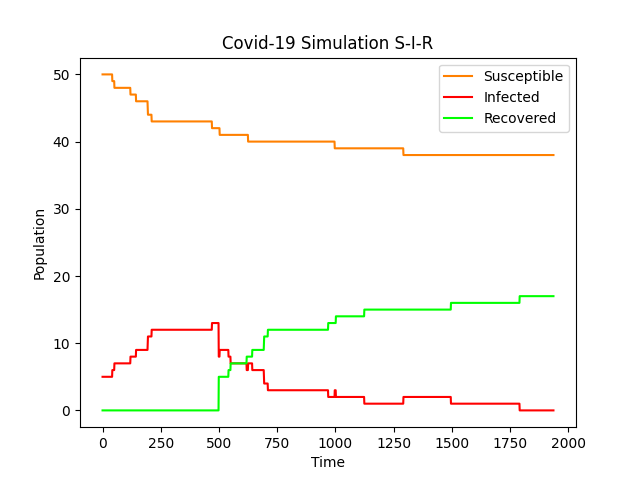 Covid-19 Simulation S-I-R
Susceptible
Infected
Recovered
50
40
30
20
10
0
Population
0 250 500 750 1000 1250 1500 1750 2000
Time